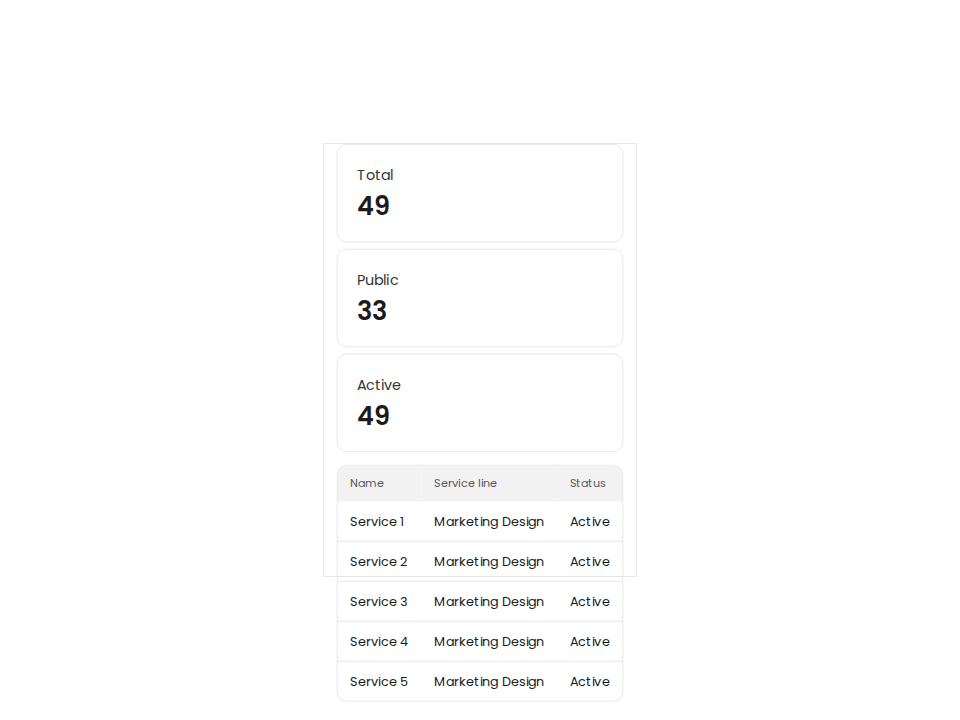 Total
49
Public
33
Active
49
Name Service line Status
Service 1 Marketing Design Active
Service 2 Marketing Design Active
Service 3 Marketing Design Active
Service 4 Marketing Design Active
Service 5 Marketing Design Active